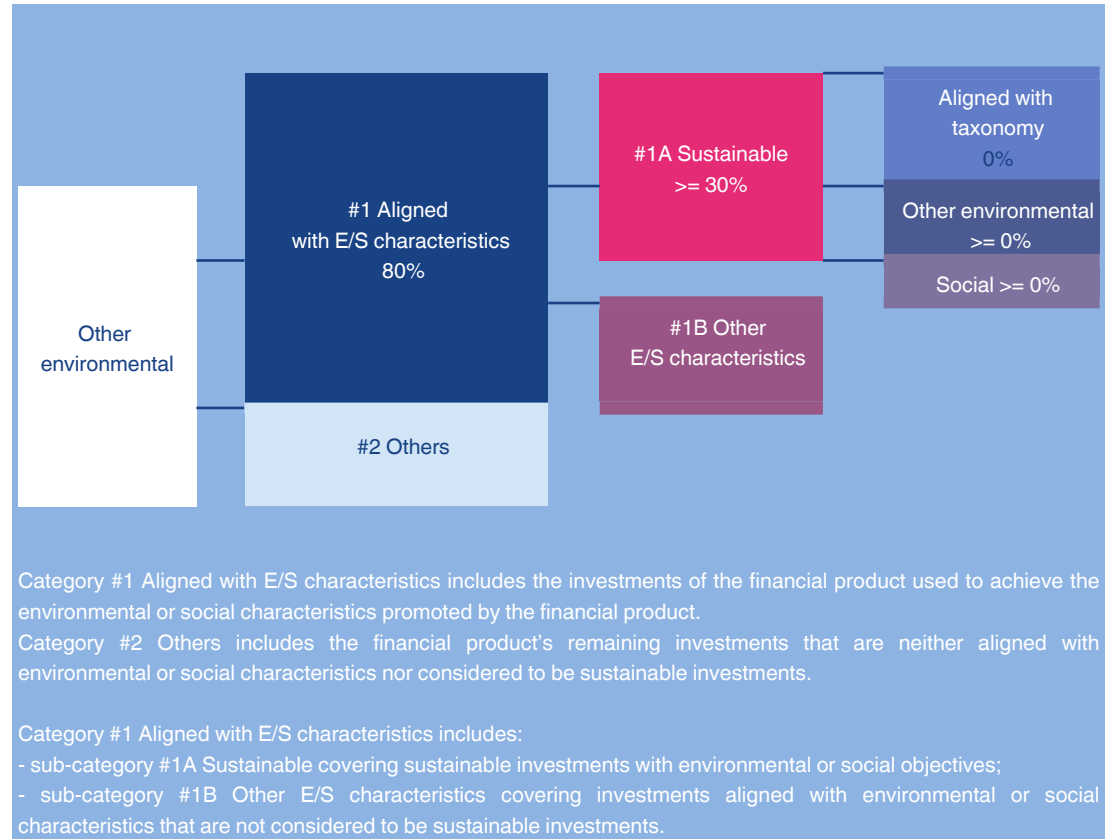 Other
environmental
#1 Aligned
with E/S characteristics
80%
#2 Others
#1A Sustainable
>= 30%
#1B Other
E/S characteristics
Aligned with
taxonomy
0%
Other environmental
>= 0%
Social >= 0%
Category #1 Aligned with E/S characteristics includes the investments of the financial product used to achieve the
environmental or social characteristics promoted by the financial product.
Category #2 Others includes the financial product's remaining investments that are neither aligned with
environmental or social characteristics nor considered to be sustainable investments.
Category #1 Aligned with E/S characteristics includes:
- sub-category #1A Sustainable covering sustainable investments with environmental or social objectives;
- sub-category #1B Other E/S characteristics covering investments aligned with environmental or social
characteristics that are not considered to be sustainable investments.